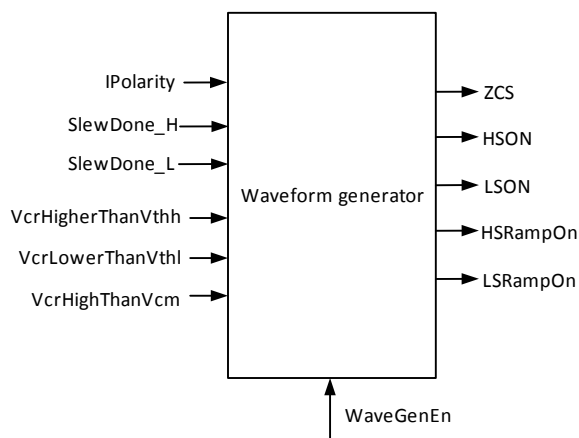 IPolarity
SlewDone_H
SlewDone_L
VcrHigherThanVthh
VcrLowerThanVthl
VcrHighThanVcm
Waveform generator
ZCS
HSON
LSON
HSRampOn
LSRampOn
WaveGenEn